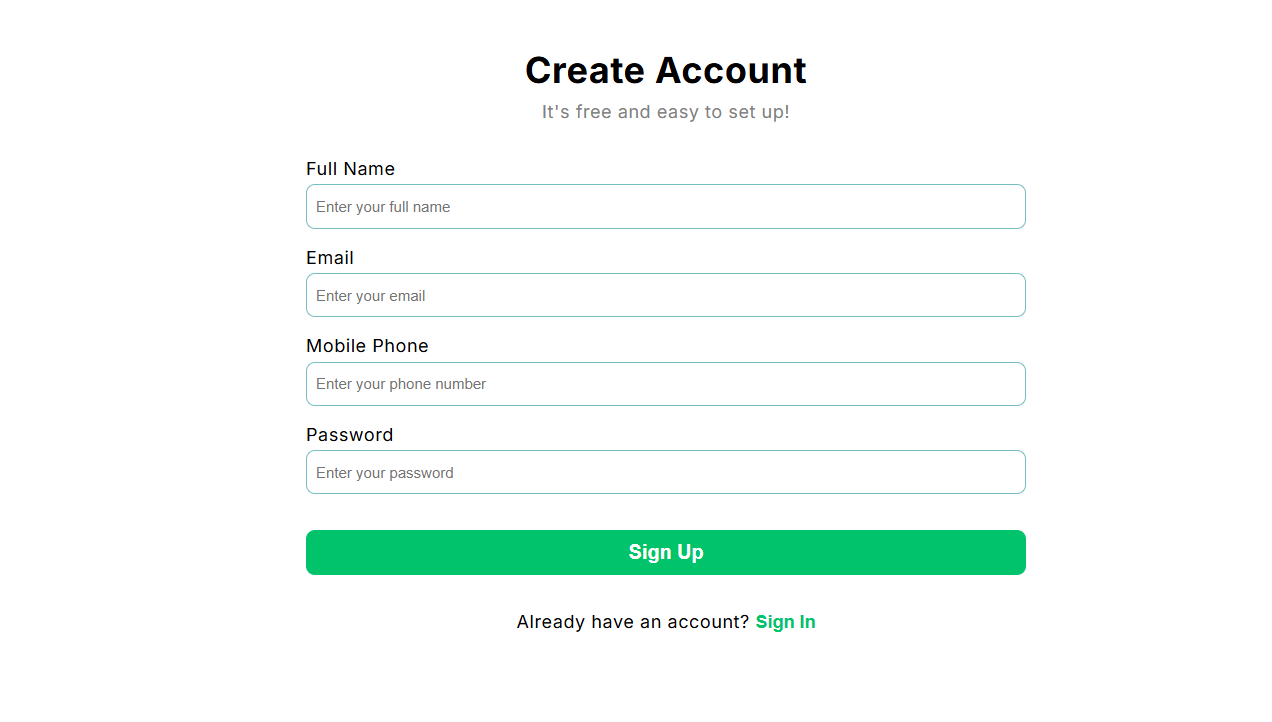 Create Account
It's free and easy to set up!
Full Name
Enter your full name
Email
Enter your email
Mobile Phone
Enter your phone number
Password
Enter your password
Sign Up
Already have an account? Sign In